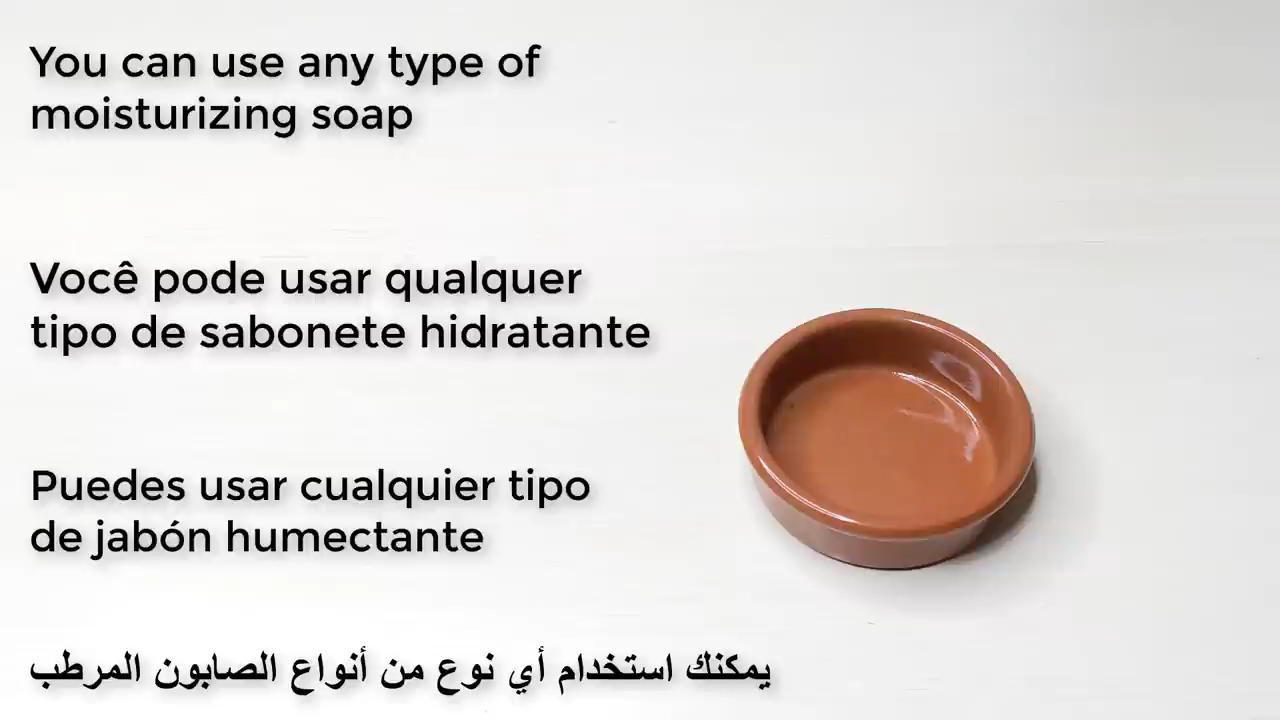 You can use any type of
moisturizing soap
Você pode usar qualquer
tipo de sabonete hidratante
Puedes usar cualquier tipo
de jabón humectante
يمكنك استخدام أي نوع من أنواع الصابون المرطب